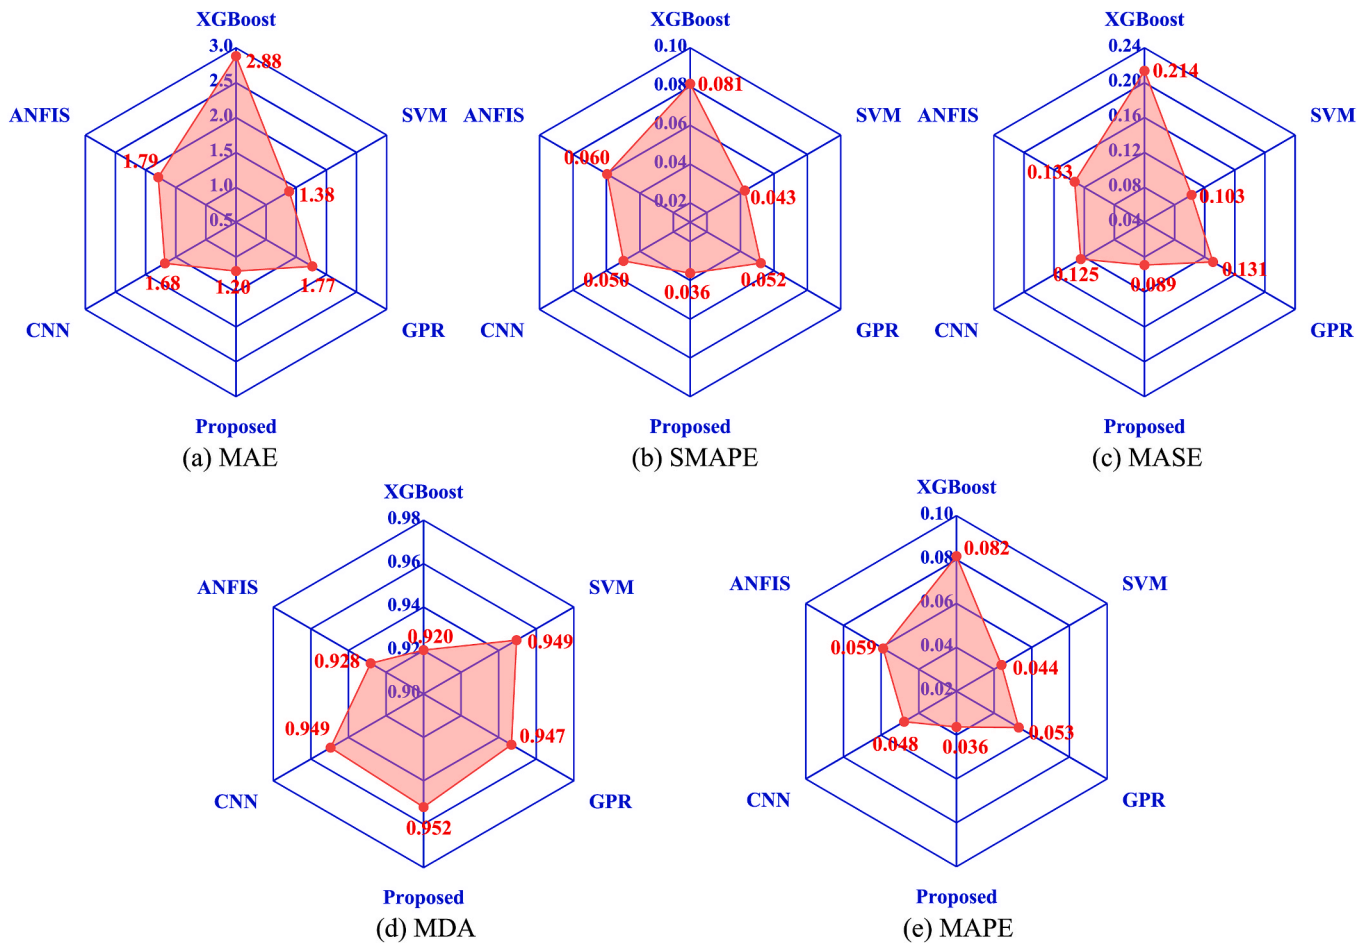 XGBoost
3.0
2.88
2.5
ANFIS
SVM
2.0
1.79
1.5
1.0
1.38
0.5
1.68
1.20
1.77
CNN
GPR
Proposed
(a) MAE
XGBoost
0.10
0.08
0.081
ANFIS
SVM
0.06
0.060
0.04
0.02
0.043
0.050
0.036
0.052
CNN
GPR
Proposed
(b) SMAPE
XGBoost
0.24
0.214
0.20
ANFIS
SVM
0.16
0.12
0.133
0.08
0.103
0.04
0.125
0.089
0.131
CNN
GPR
Proposed
(c) MASE
XGBoost
0.98
0.96
ANFIS
SVM
0.94
0.920
0.949
0.92
0.928
0.90
0.949
0.947
CNN
GPR
0.952
Proposed
(d) MDA
XGBoost
0.10
0.082
0.08
ANFIS
SVM
0.06
0.059
0.04
0.044
0.02
0.048
0.036
0.053
CNN
GPR
Proposed
(e) MAPE